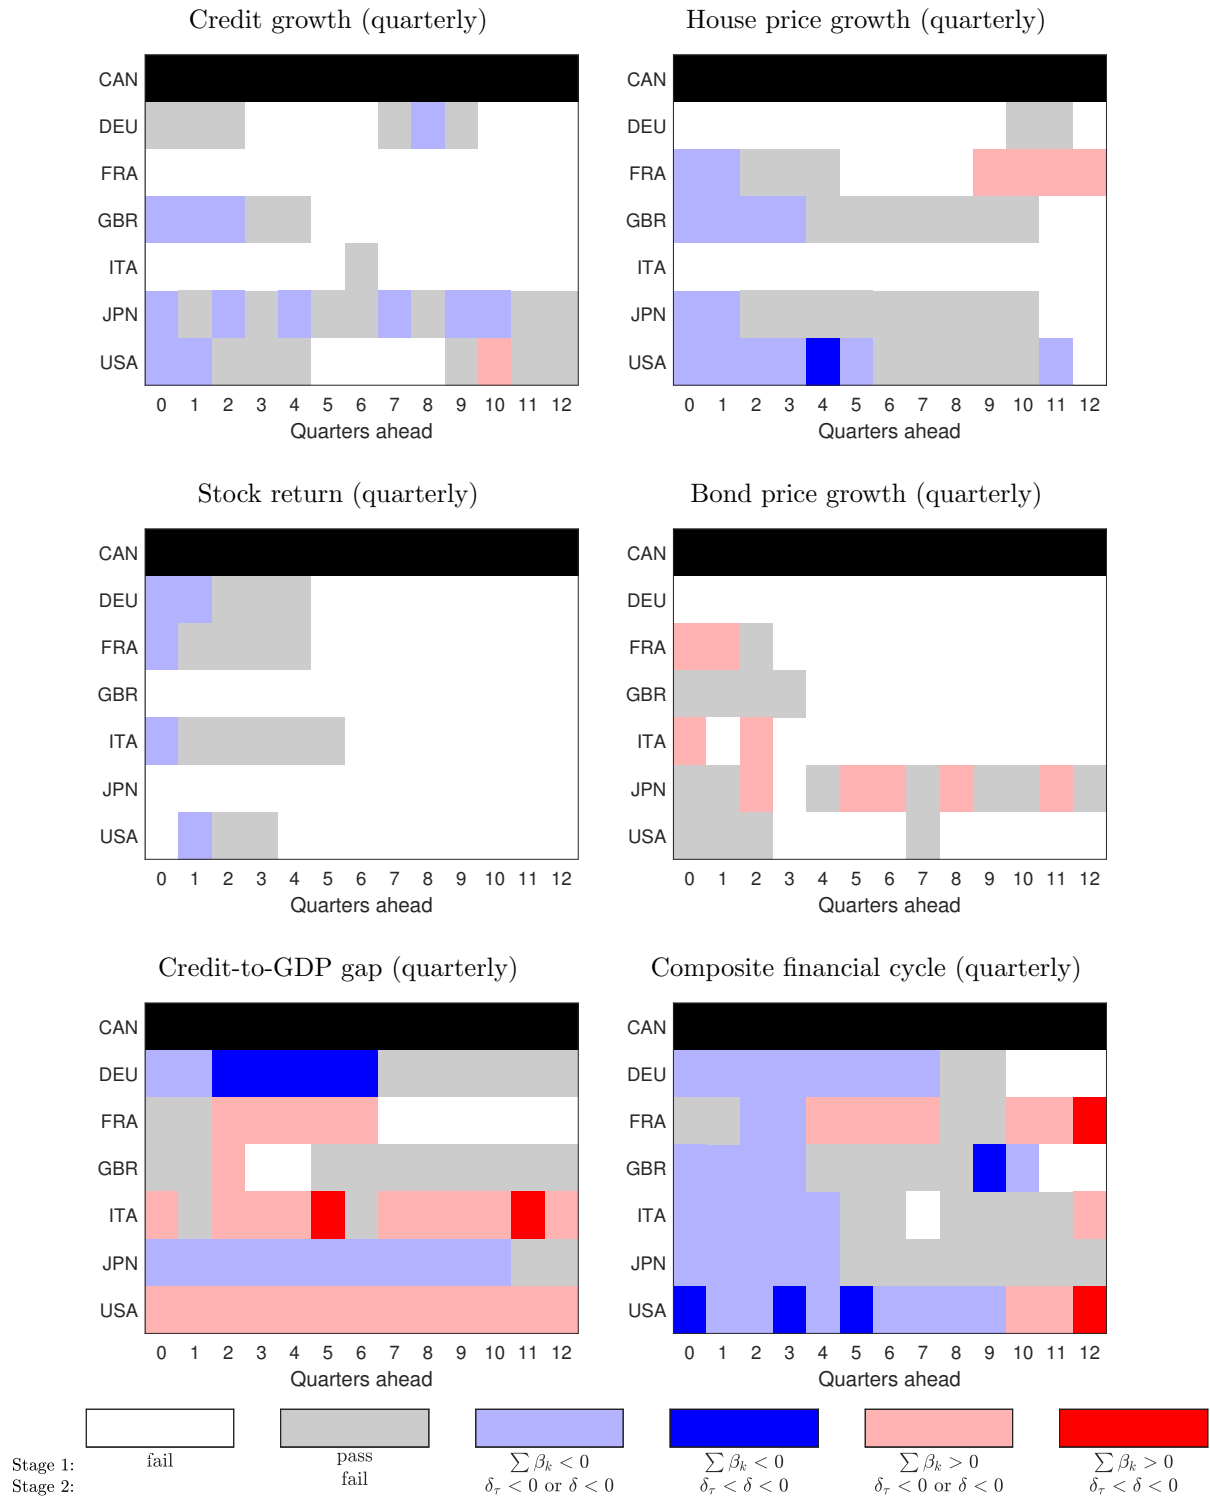 Credit growth (quarterly)
CAN
DEU
FRA
GBR
ITA
JPN
USA
0 1 2 3 4 5 6 7 8 9 10 11 12
Quarters ahead
House price growth (quarterly)
CAN
DEU
FRA
GBR
ITA
JPN
USA
0 1 2 3 4 5 6 7 8 9 10 11 12
Quarters ahead
Stock return (quarterly)
CAN
DEU
FRA
GBR
ITA
JPN
USA
0 1 2 3 4 5 6 7 8 9 10 11 12
Quarters ahead
Bond price growth (quarterly)
CAN
DEU
FRA
GBR
ITA
JPN
USA
0 1 2 3 4 5 6 7 8 9 10 11 12
Quarters ahead
Credit-to-GDP gap (quarterly)
CAN
DEU
FRA
GBR
ITA
JPN
USA
0 1 2 3 4 5 6 7 8 9 10 11 12
Quarters ahead
Composite financial cycle (quarterly)
CAN
DEU
FRA
GBR
ITA
JPN
USA
0 1 2 3 4 5 6 7 8 9 10 11 12
Quarters ahead
Stage 1: fail pass ∑ βₖ < 0 ∑ βₖ < 0 ∑ βₖ > 0 ∑ βₖ > 0
Stage 2: fail δ_τ < 0 or δ < 0 δ_τ < δ < 0 δ_τ < 0 or δ < 0 δ_τ < δ < 0